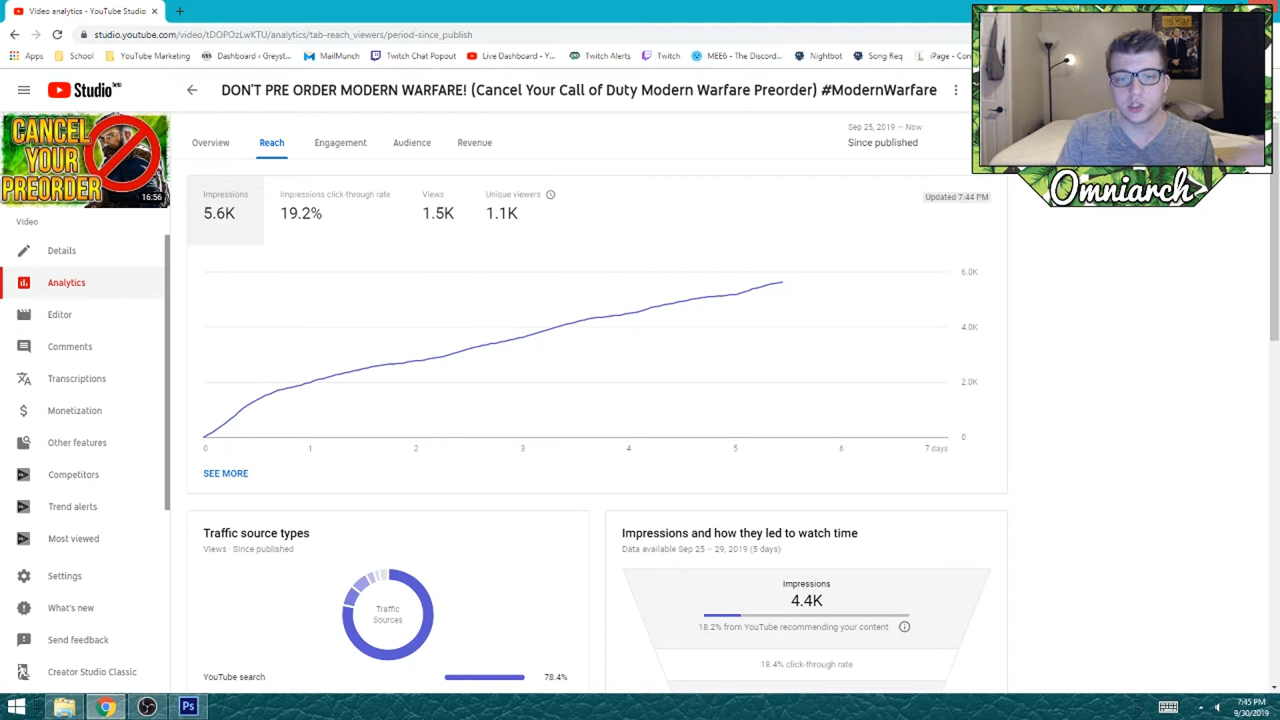 Video analytics - YouTube Studio
studio.youtube.com/video/tDOPOzLwKTU/analytics/tab-reach_viewers/period-since_publish
Apps School YouTube Marketing Dashboard ‹ Greyst... MailMunch Twitch Chat Popout Live Dashboard - Y... Twitch Alerts Twitch MEE6 - The Discord... Nightbot Song Req iPage - Co
Studio beta
DON'T PRE ORDER MODERN WARFARE! (Cancel Your Call of Duty Modern Warfare Preorder) #ModernWarfare
CANCEL
YOUR
PREORDER
16:56
Omniarch
Overview Reach Engagement Audience Revenue
Sep 25, 2019 – Now
Since published
Impressions
5.6K
Impressions click-through rate
19.2%
Views
1.5K
Unique viewers
1.1K
Updated 7:44 PM
6.0K
4.0K
2.0K
0
0 1 2 3 4 5 6 7 days
SEE MORE
Video
Details
Analytics
Editor
Comments
Transcriptions
Monetization
Other features
Competitors
Trend alerts
Most viewed
Settings
What's new
Send feedback
Creator Studio Classic
Traffic source types
Views · Since published
Traffic
Sources
YouTube search 78.4%
Impressions and how they led to watch time
Data available Sep 25 – 29, 2019 (5 days)
Impressions
4.4K
18.2% from YouTube recommending your content
18.4% click-through rate
Ps
7:45 PM
9/30/2019